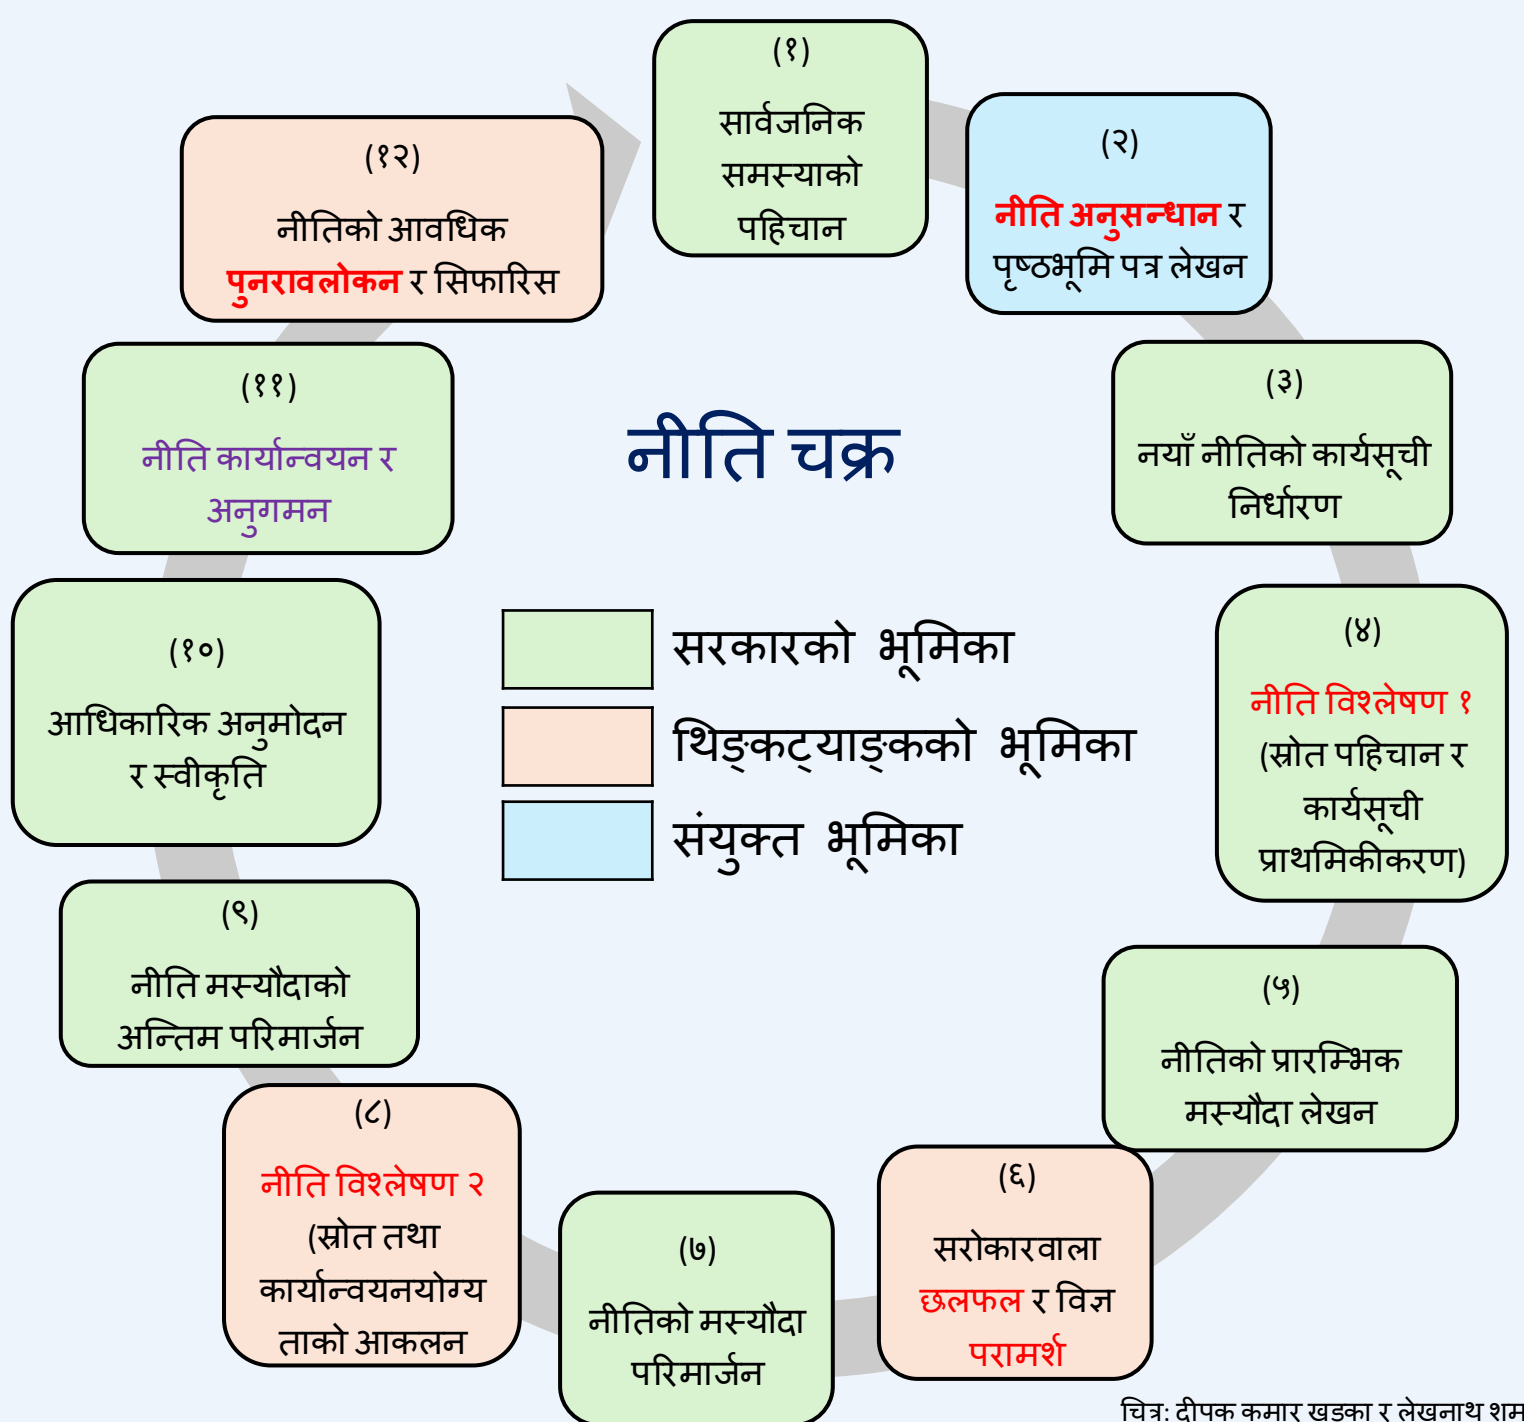 (१)
सार्वजनिक
समस्याको
पहिचान
(२)
नीति अनुसन्धान र
पृष्ठभूमि पत्र लेखन
(३)
नयाँ नीतिको कार्यसूची
निर्धारण
(४)
नीति विश्लेषण १
(स्रोत पहिचान र
कार्यसूची
प्राथमिकीकरण)
(५)
नीतिको प्रारम्भिक
मस्यौदा लेखन
(६)
सरोकारवाला
छलफल र विज्ञ
परामर्श
(७)
नीतिको मस्यौदा
परिमार्जन
(८)
नीति विश्लेषण २
(स्रोत तथा
कार्यान्वयनयोग्य
ताको आकलन
(९)
नीति मस्यौदाको
अन्तिम परिमार्जन
(१०)
आधिकारिक अनुमोदन
र स्वीकृति
(११)
नीति कार्यान्वयन र
अनुगमन
(१२)
नीतिको आवधिक
पुनरावलोकन र सिफारिस
नीति चक्र
सरकारको भूमिका
थिङ्कट्याङ्कको भूमिका
संयुक्त भूमिका
चित्र: दीपक कुमार खडका र लेखनाथ शम